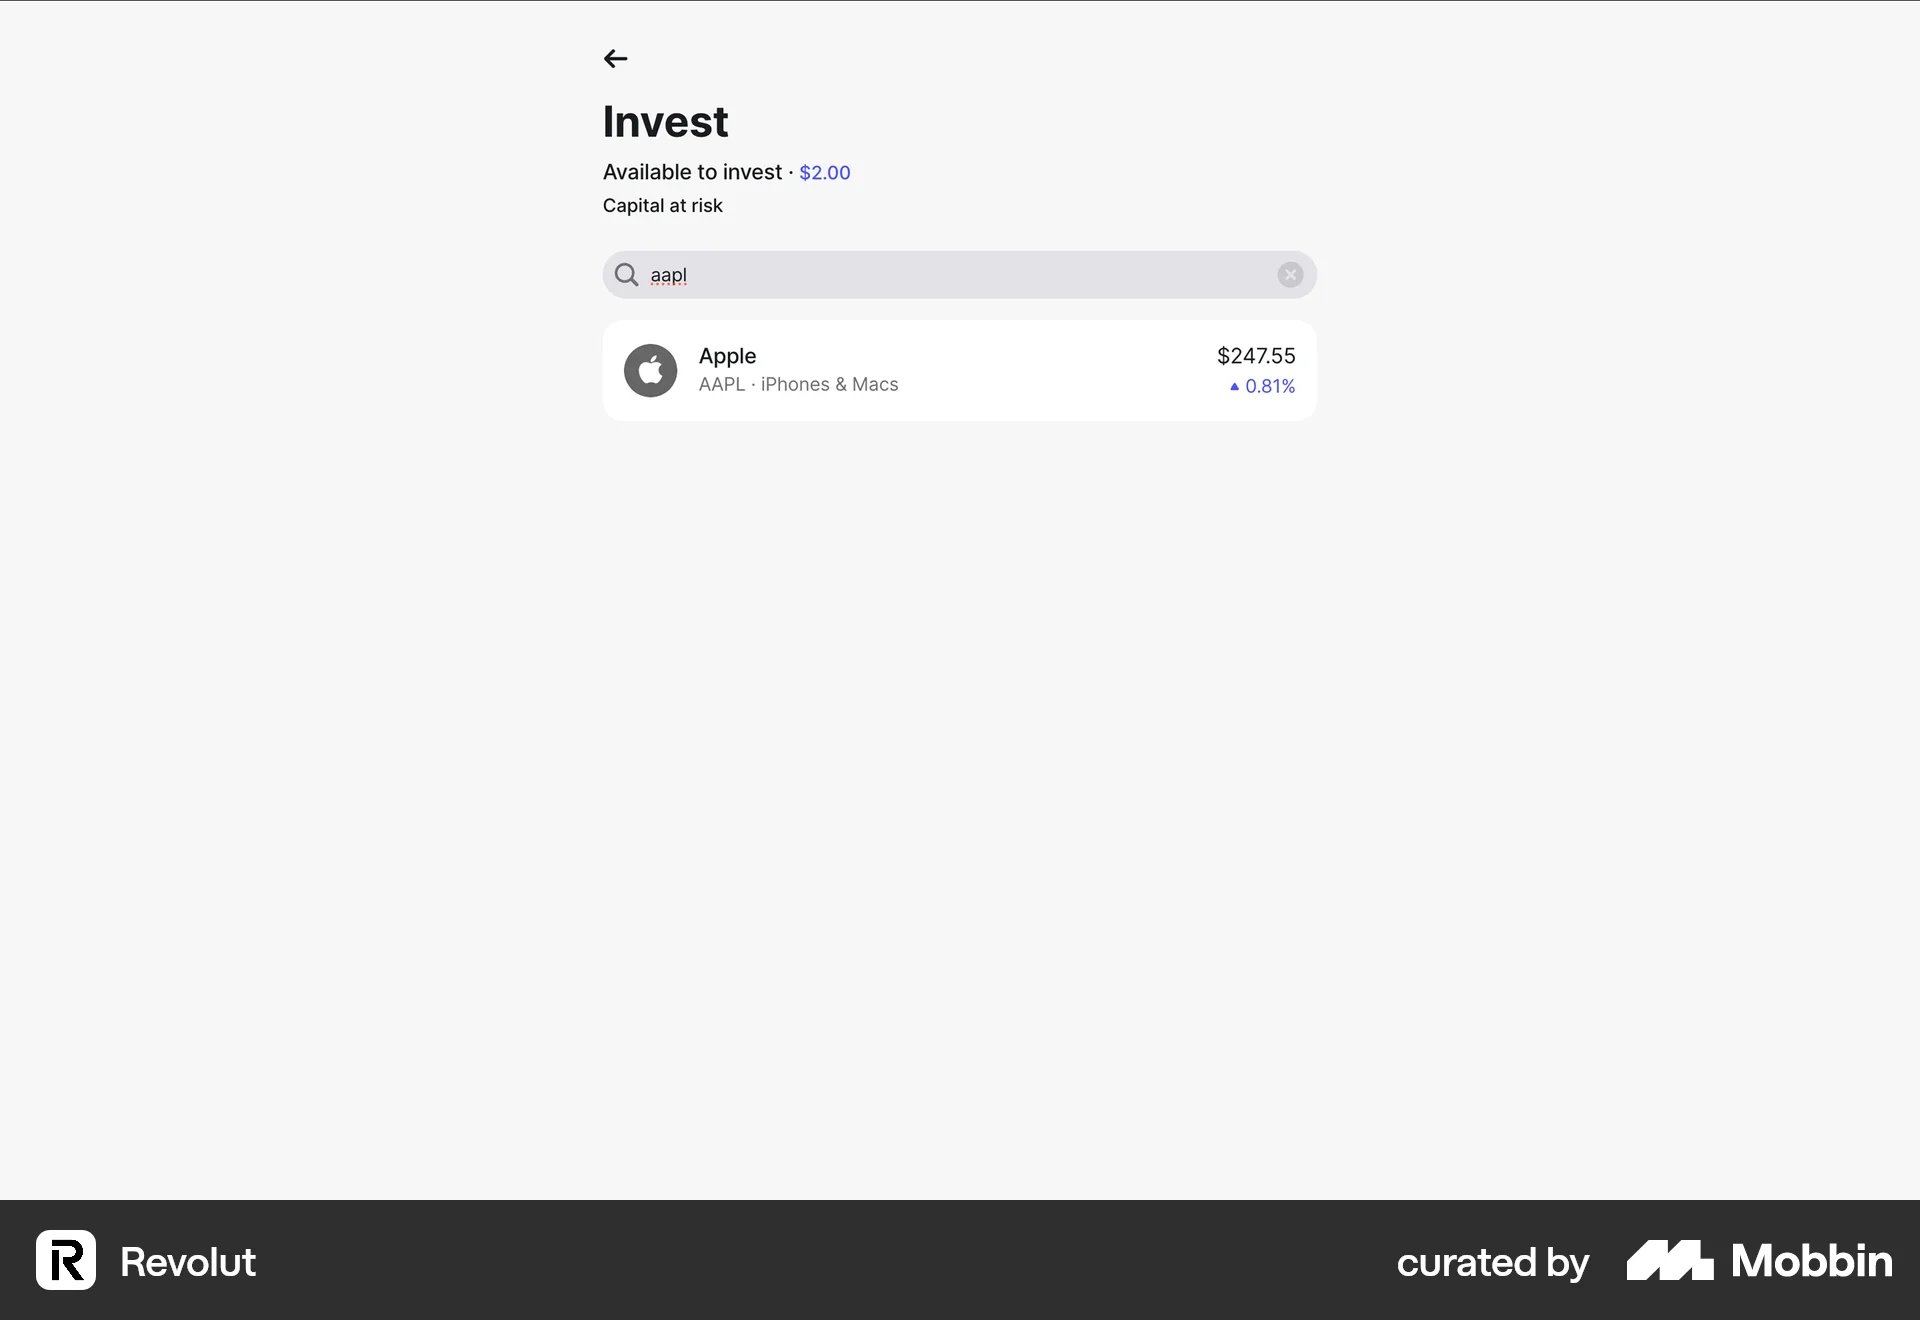 Invest
Available to invest · $2.00
Capital at risk
aapl
Apple
$247.55
AAPL · iPhones & Macs
▲ 0.81%
Revolut
curated by Mobbin